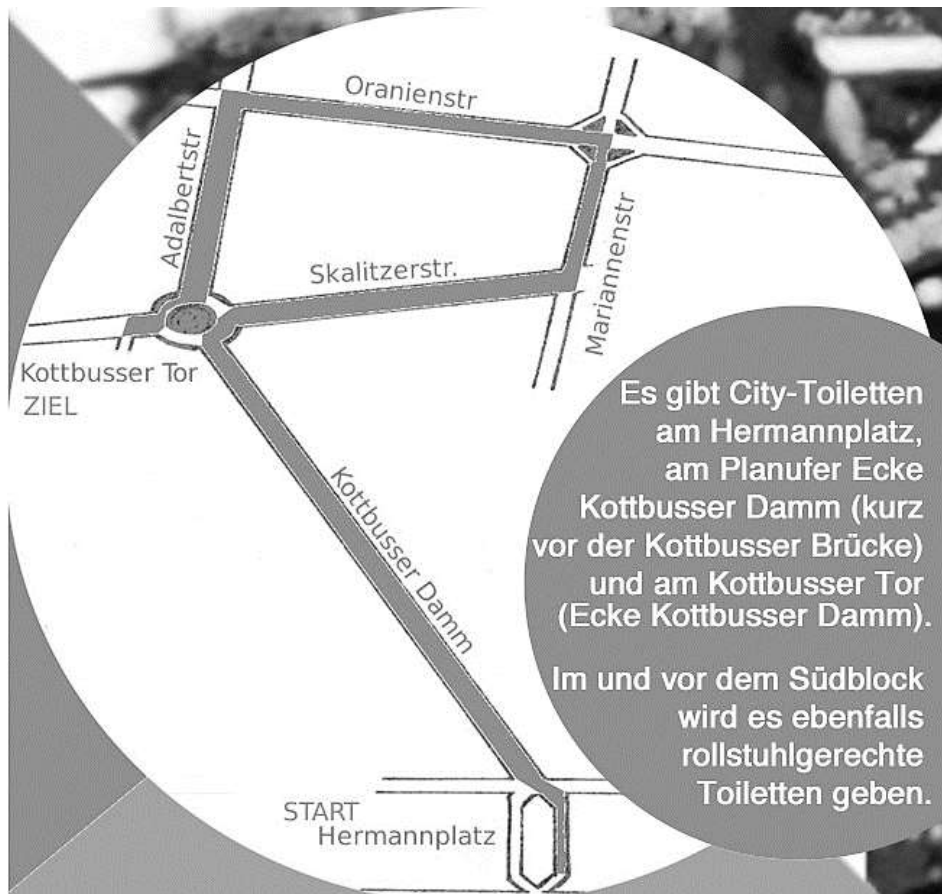 Oranienstr
Adalbertstr
Skalitzerstr.
Mariannenstr
Kottbusser Tor
ZIEL
Kottbusser Damm
START
Hermannplatz
Es gibt City-Toiletten
am Hermannplatz,
am Planufer Ecke
Kottbusser Damm (kurz
vor der Kottbusser Brücke)
und am Kottbusser Tor
(Ecke Kottbusser Damm).
Im und vor dem Südblock
wird es ebenfalls
rollstuhlgerechte
Toiletten geben.